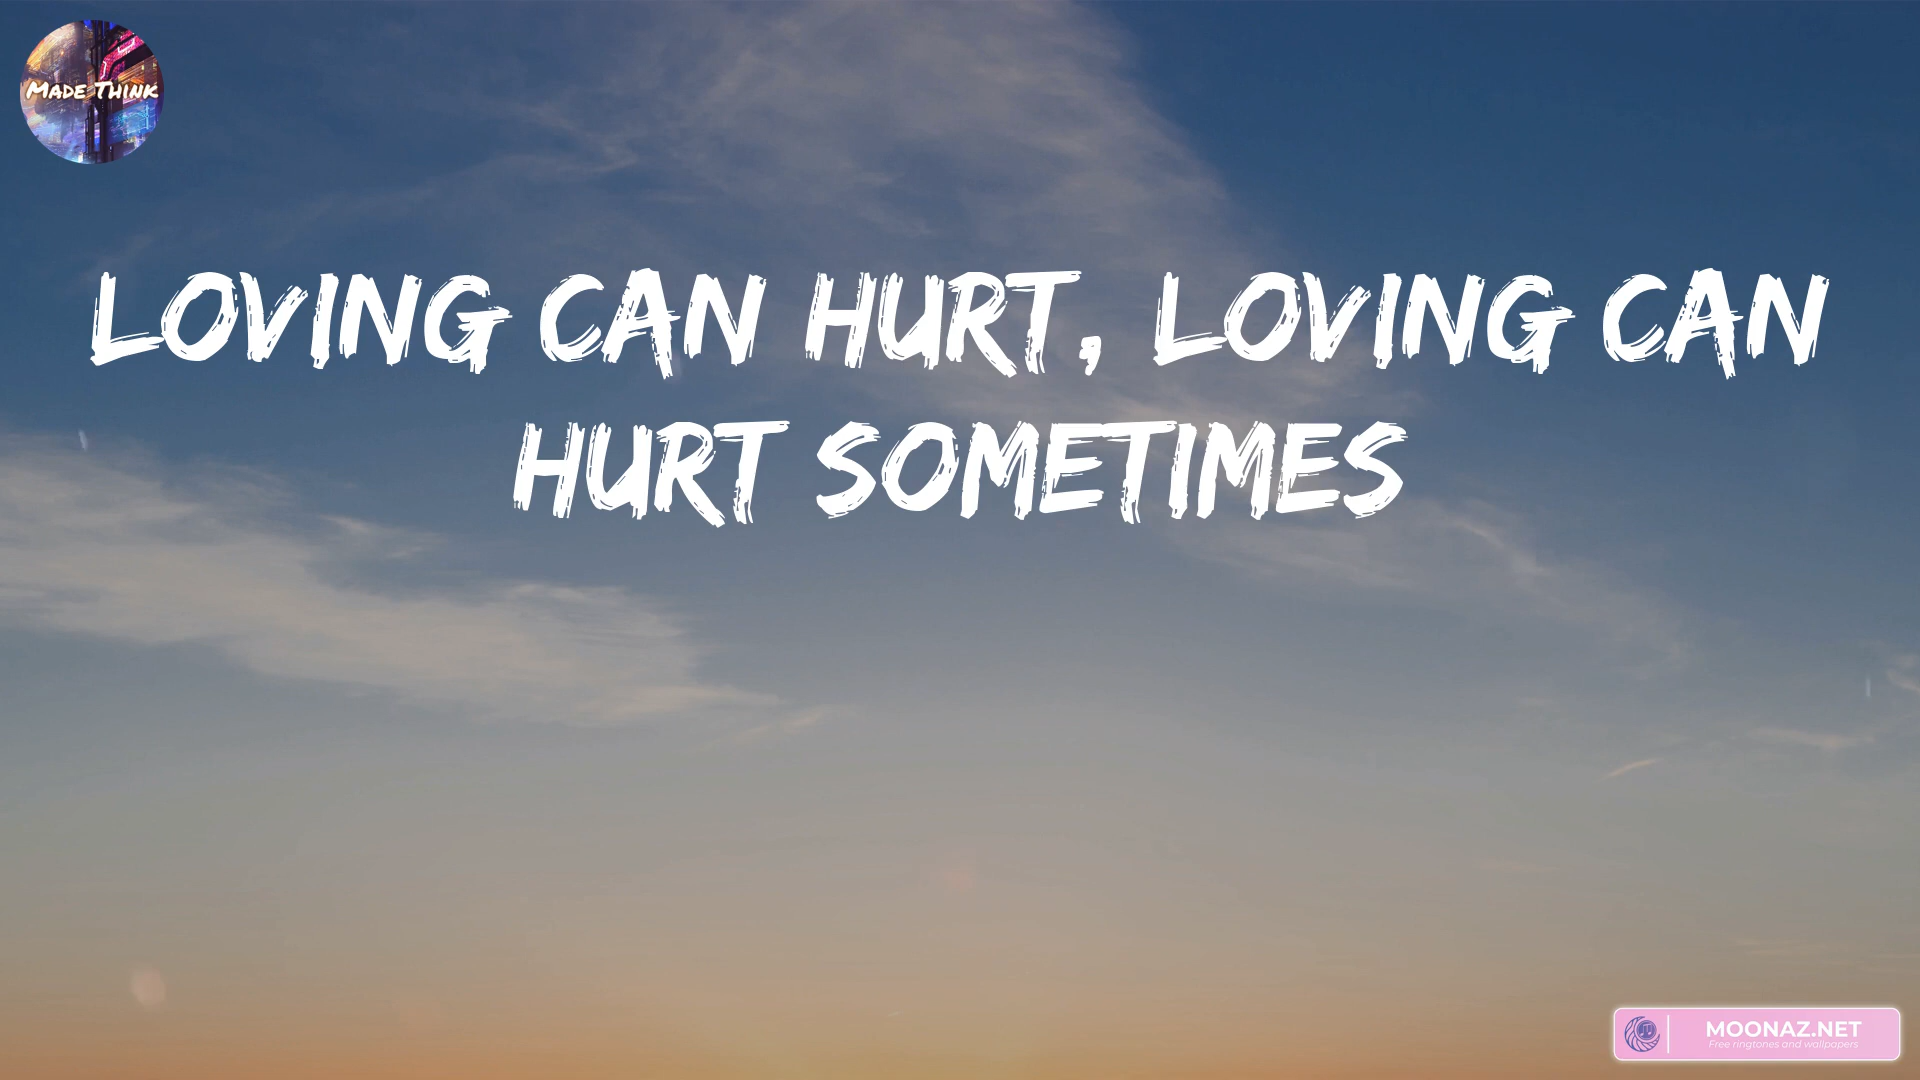 Made Think
LOVING CAN HURT, LOVING CAN
HURT SOMETIMES
MOONAZ.NET
Free ringtones and wallpapers